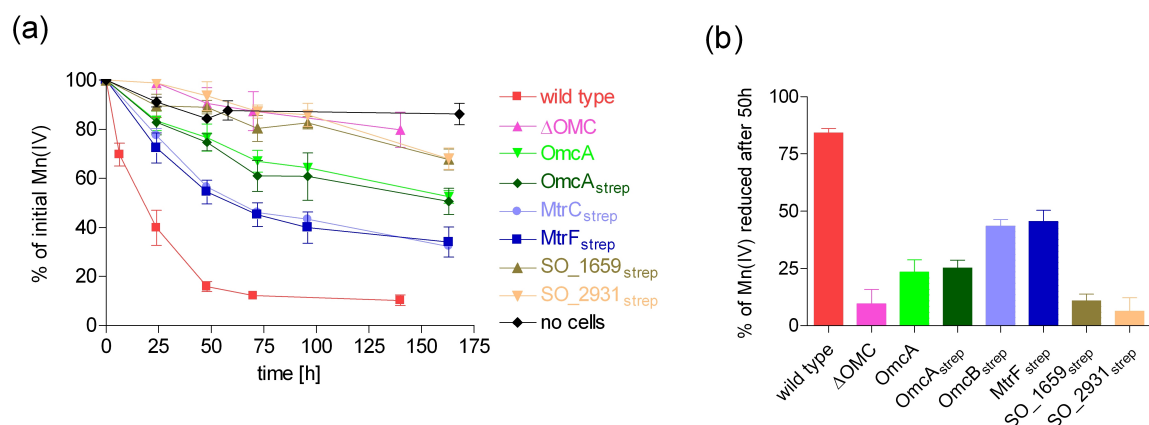 (a)
% of initial Mn(IV)
100
80
60
40
20
0
0 25 50 75 100 125 150 175
time [h]
wild type
ΔOMC
OmcA
OmcAstrep
MtrCstrep
MtrFstrep
SO_1659strep
SO_2931strep
no cells
(b)
% of Mn(IV) reduced after 50h
100
75
50
25
0
wild type
ΔOMC
OmcA
OmcAstrep
OmcBstrep
MtrFstrep
SO_1659strep
SO_2931strep